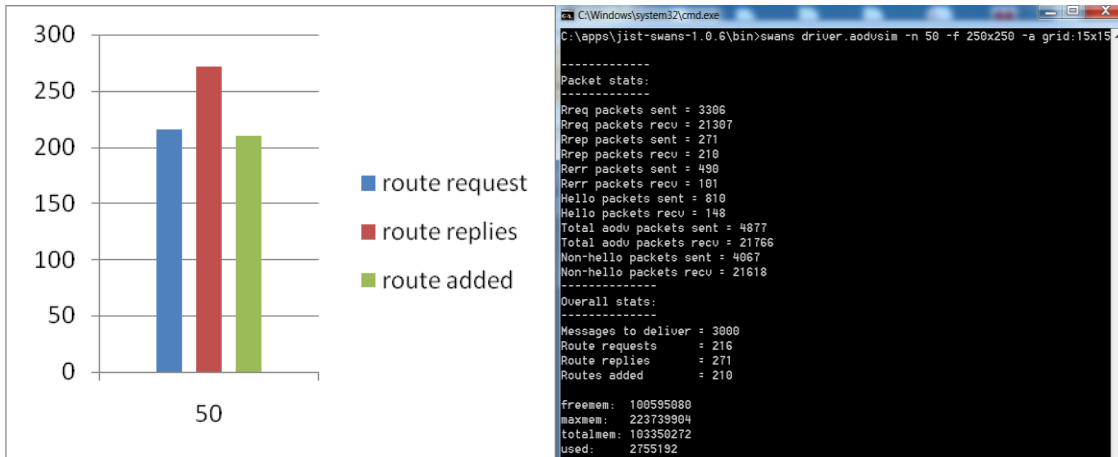 300
250
200
150
100
50
0
50
route request
route replies
route added
C:\Windows\system32\cmd.exe
C:\apps\jist-swans-1.0.6\bin>swans driver.aodvsim -n 50 -f 250x250 -a grid:15x15
-------------
Packet stats:
-------------
Rreq packets sent = 3306
Rreq packets recv = 21307
Rrep packets sent = 271
Rrep packets recv = 210
Rerr packets sent = 490
Rerr packets recv = 101
Hello packets sent = 810
Hello packets recv = 148
Total aodv packets sent = 4877
Total aodv packets recv = 21766
Non-hello packets sent = 4067
Non-hello packets recv = 21618
--------------
Overall stats:
--------------
Messages to deliver = 3000
Route requests      = 216
Route replies       = 271
Routes added        = 210
freemem:  100595080
maxmem:   223739904
totalmem: 103350272
used:     2755192